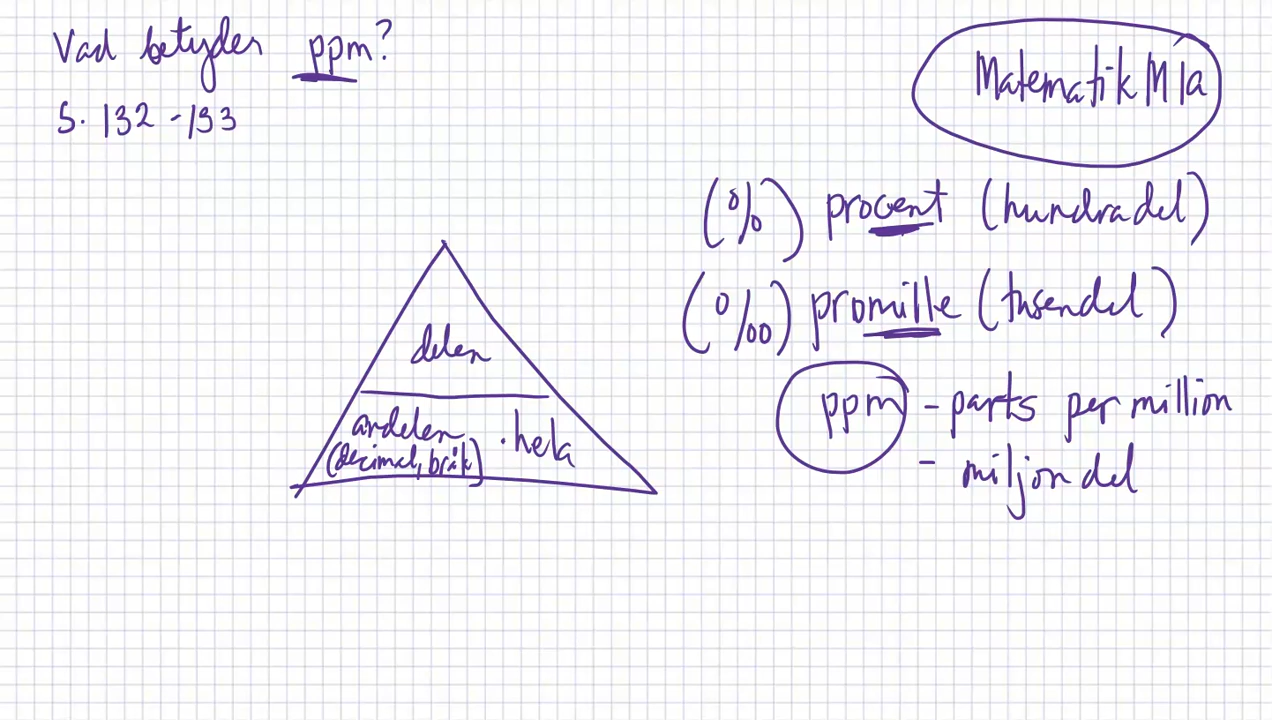 Vad betyder ppm?
S. 132-133
Matematik M1a
(%) procent (hundradel)
(‰) promille (tusendel)
ppm - parts per million
- miljondel
delen
andelen · hela
(decimal, bråk)